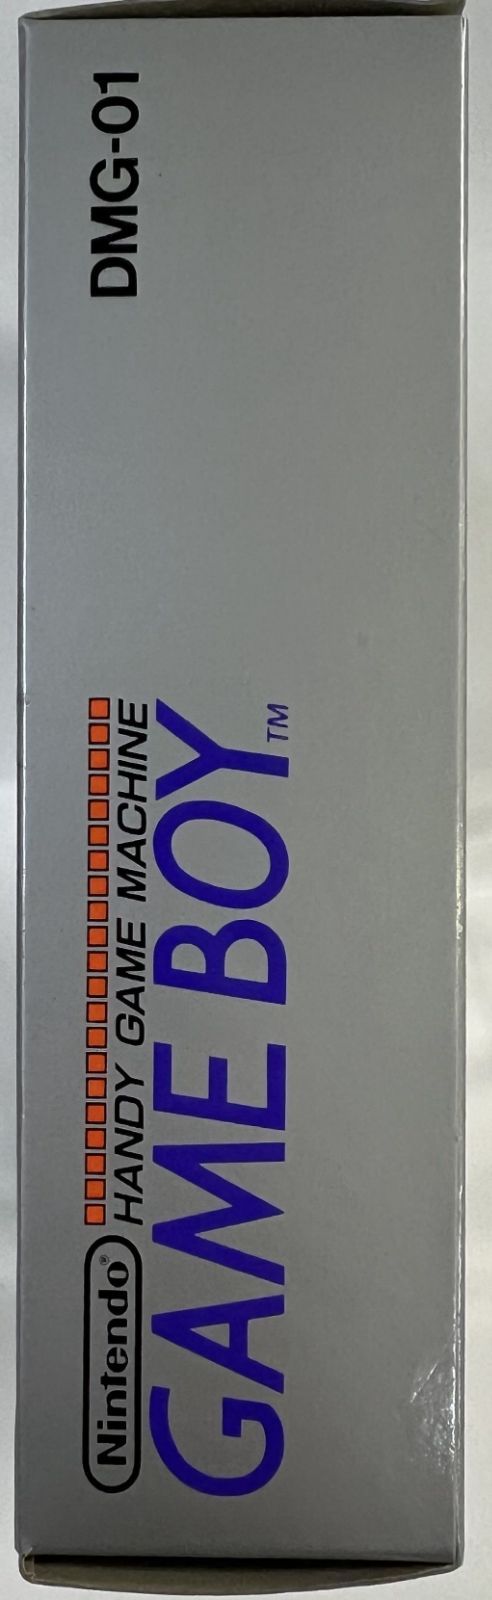 Nintendo® HANDY GAME MACHINE
GAME BOY™
DMG-01